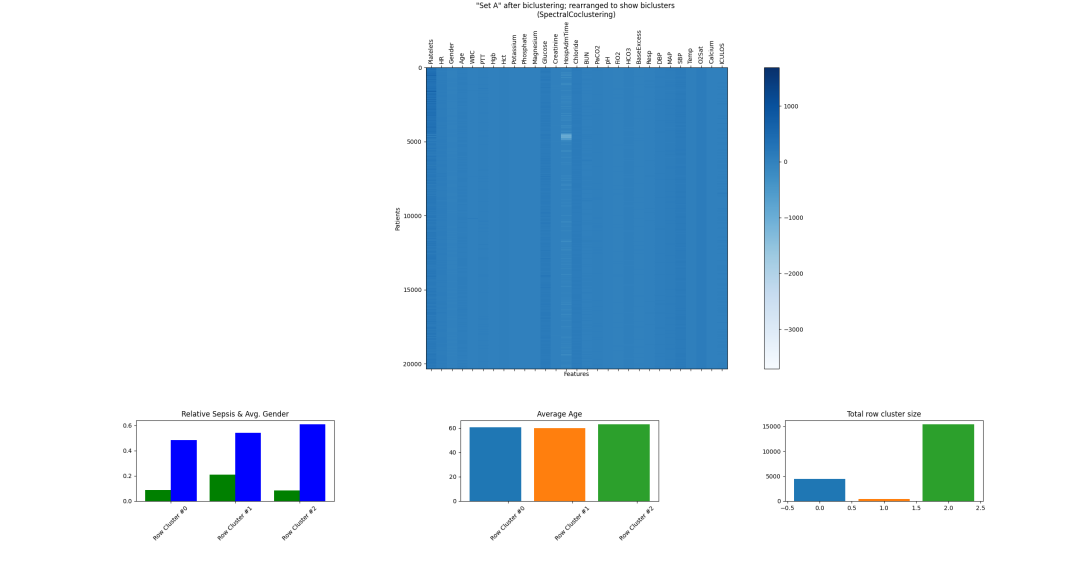 "Set A" after biclustering; rearranged to show biclusters
(SpectralCoclustering)
Platelets
HR
Gender
Age
WBC
PTT
Hgb
Hct
Potassium
Phosphate
Magnesium
Glucose
Creatinine
HospAdmTime
Chloride
BUN
PaCO2
pH
FiO2
HCO3
BaseExcess
Resp
DBP
MAP
SBP
Temp
O2Sat
Calcium
ICULOS
0
5000
10000
15000
20000
Patients
Features
1000
0
−1000
−2000
−3000
Relative Sepsis & Avg. Gender
0.6
0.4
0.2
0.0
Row Cluster #0
Row Cluster #1
Row Cluster #2
Average Age
60
40
20
0
Row Cluster #0
Row Cluster #1
Row Cluster #2
Total row cluster size
15000
10000
5000
0
−0.5 0.0 0.5 1.0 1.5 2.0 2.5